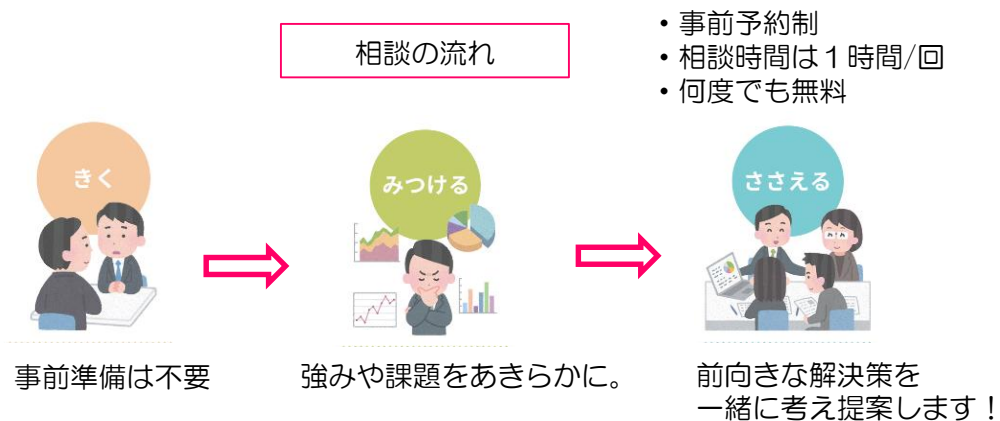 相談の流れ
・事前予約制
・相談時間は１時間/回
・何度でも無料
きく
みつける
ささえる
事前準備は不要
強みや課題をあきらかに。
前向きな解決策を
一緒に考え提案します！